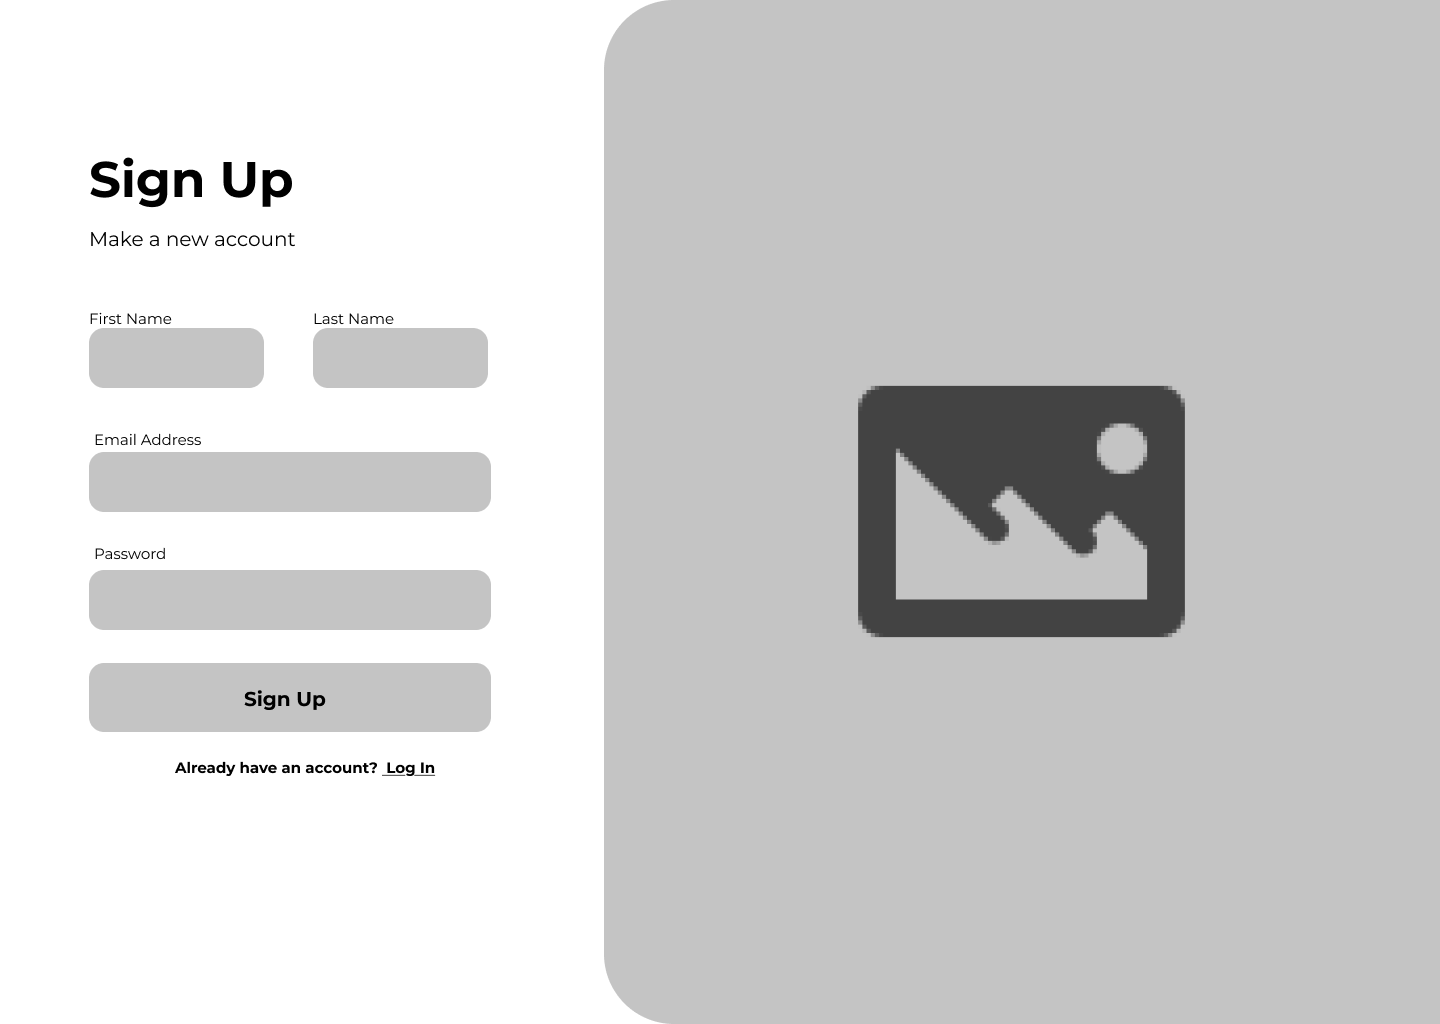 Sign Up
Make a new account
First Name
Last Name
Email Address
Password
Sign Up
Already have an account? Log In